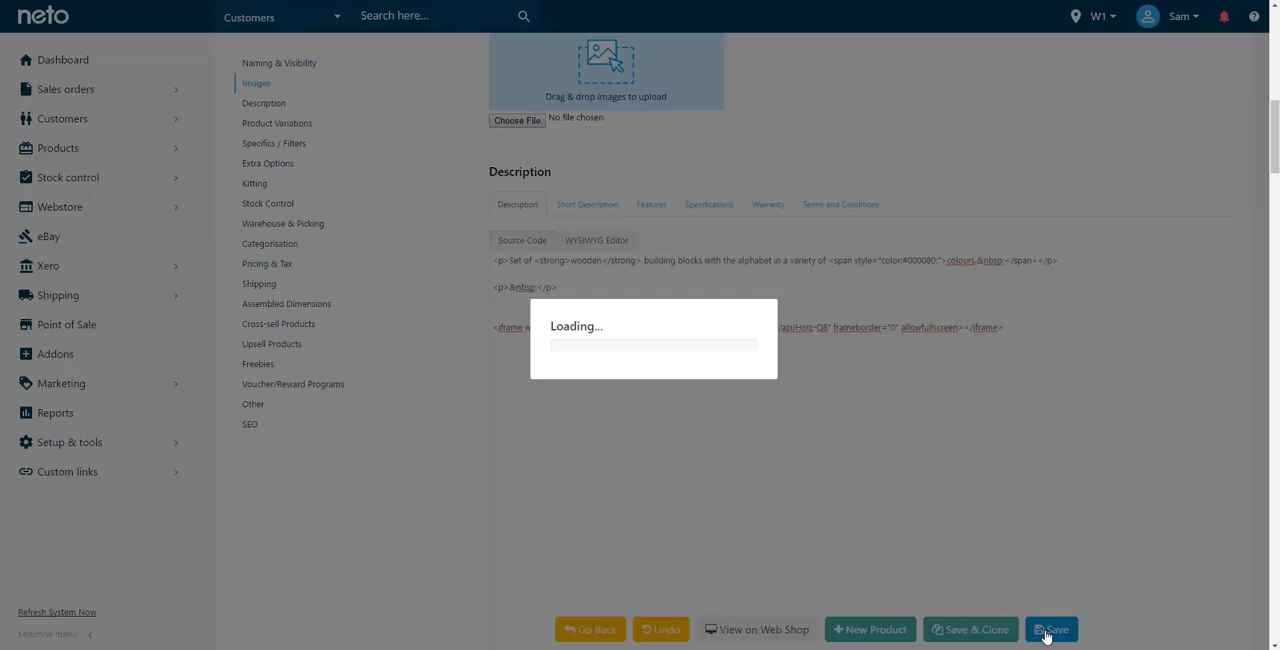 neto
Customers
Search here...
W1
Sam
Dashboard
Sales orders
Customers
Products
Stock control
Webstore
eBay
Xero
Shipping
Point of Sale
Addons
Marketing
Reports
Setup & tools
Custom links
Refresh System Now
Minimise menu
Naming & Visibility
Images
Description
Product Variations
Specifics / Filters
Extra Options
Kitting
Stock Control
Warehouse & Picking
Categorisation
Pricing & Tax
Shipping
Assembled Dimensions
Cross-sell Products
Upsell Products
Freebies
Voucher/Reward Programs
Other
SEO
Drag & drop images to upload
Choose File No file chosen
Description
Description Short Description Features Specifications Warranty Terms and Conditions
Source Code WYSIWYG Editor
<p>Set of <strong>wooden</strong> building blocks with the alphabet in a variety of <span style="color:#000080;">colours.&nbsp;</span></p>
<p>&nbsp;</p>
<iframe w /azUHoIz-Q8" frameborder="0" allowfullscreen></iframe>
Loading...
Go Back Undo View on Web Shop New Product Save & Clone Save